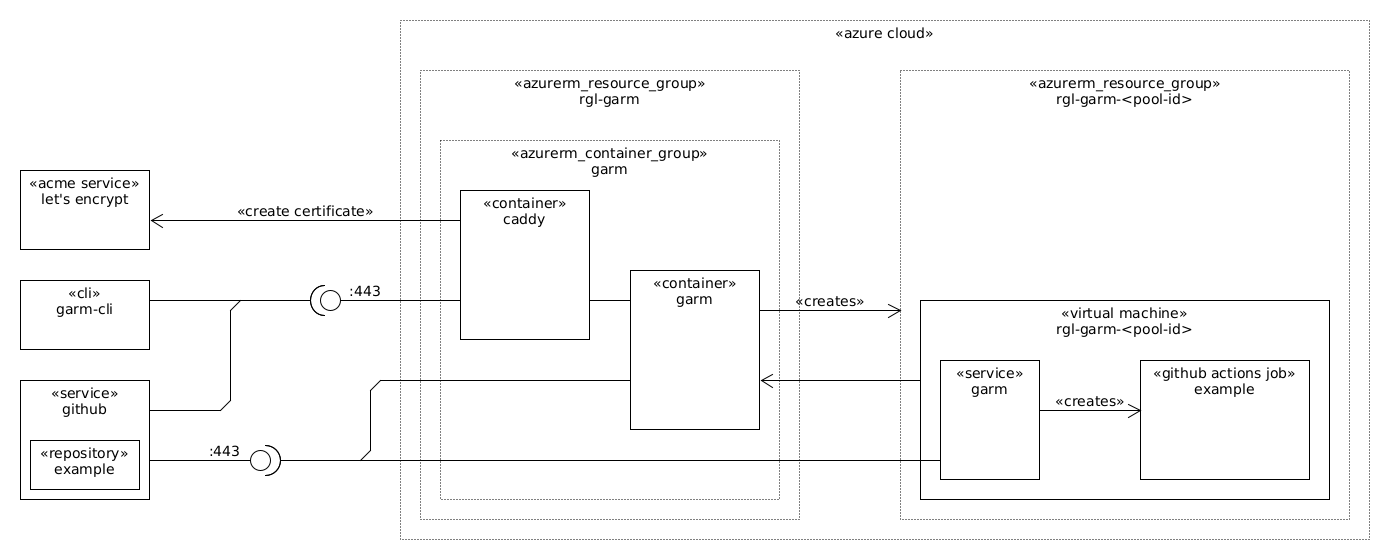 «azure cloud»
«azurerm_resource_group»
rgl-garm
«azurerm_resource_group»
rgl-garm-<pool-id>
«azurerm_container_group»
garm
«acme service»
let's encrypt
«create certificate»
«container»
caddy
«cli»
garm-cli
:443
«container»
garm
«creates»
«virtual machine»
rgl-garm-<pool-id>
«service»
github
«service»
garm
«creates»
«github actions job»
example
«repository»
example
:443